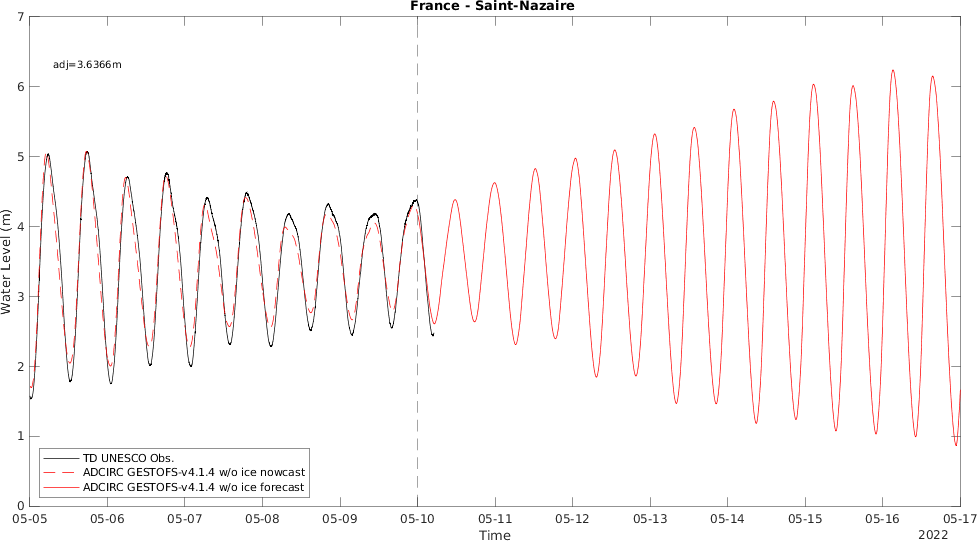 France - Saint-Nazaire
7
adj=3.6366m
6
5
4
3
2
1
0
Water Level (m)
TD UNESCO Obs.
ADCIRC GESTOFS-v4.1.4 w/o ice nowcast
ADCIRC GESTOFS-v4.1.4 w/o ice forecast
05-05 05-06 05-07 05-08 05-09 05-10 05-11 05-12 05-13 05-14 05-15 05-16 05-17
Time
2022